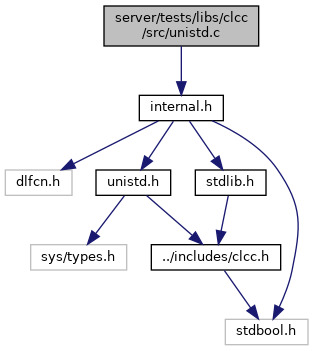 server/tests/libs/clcc
/src/unistd.c
internal.h
dlfcn.h
unistd.h
stdlib.h
sys/types.h
../includes/clcc.h
stdbool.h